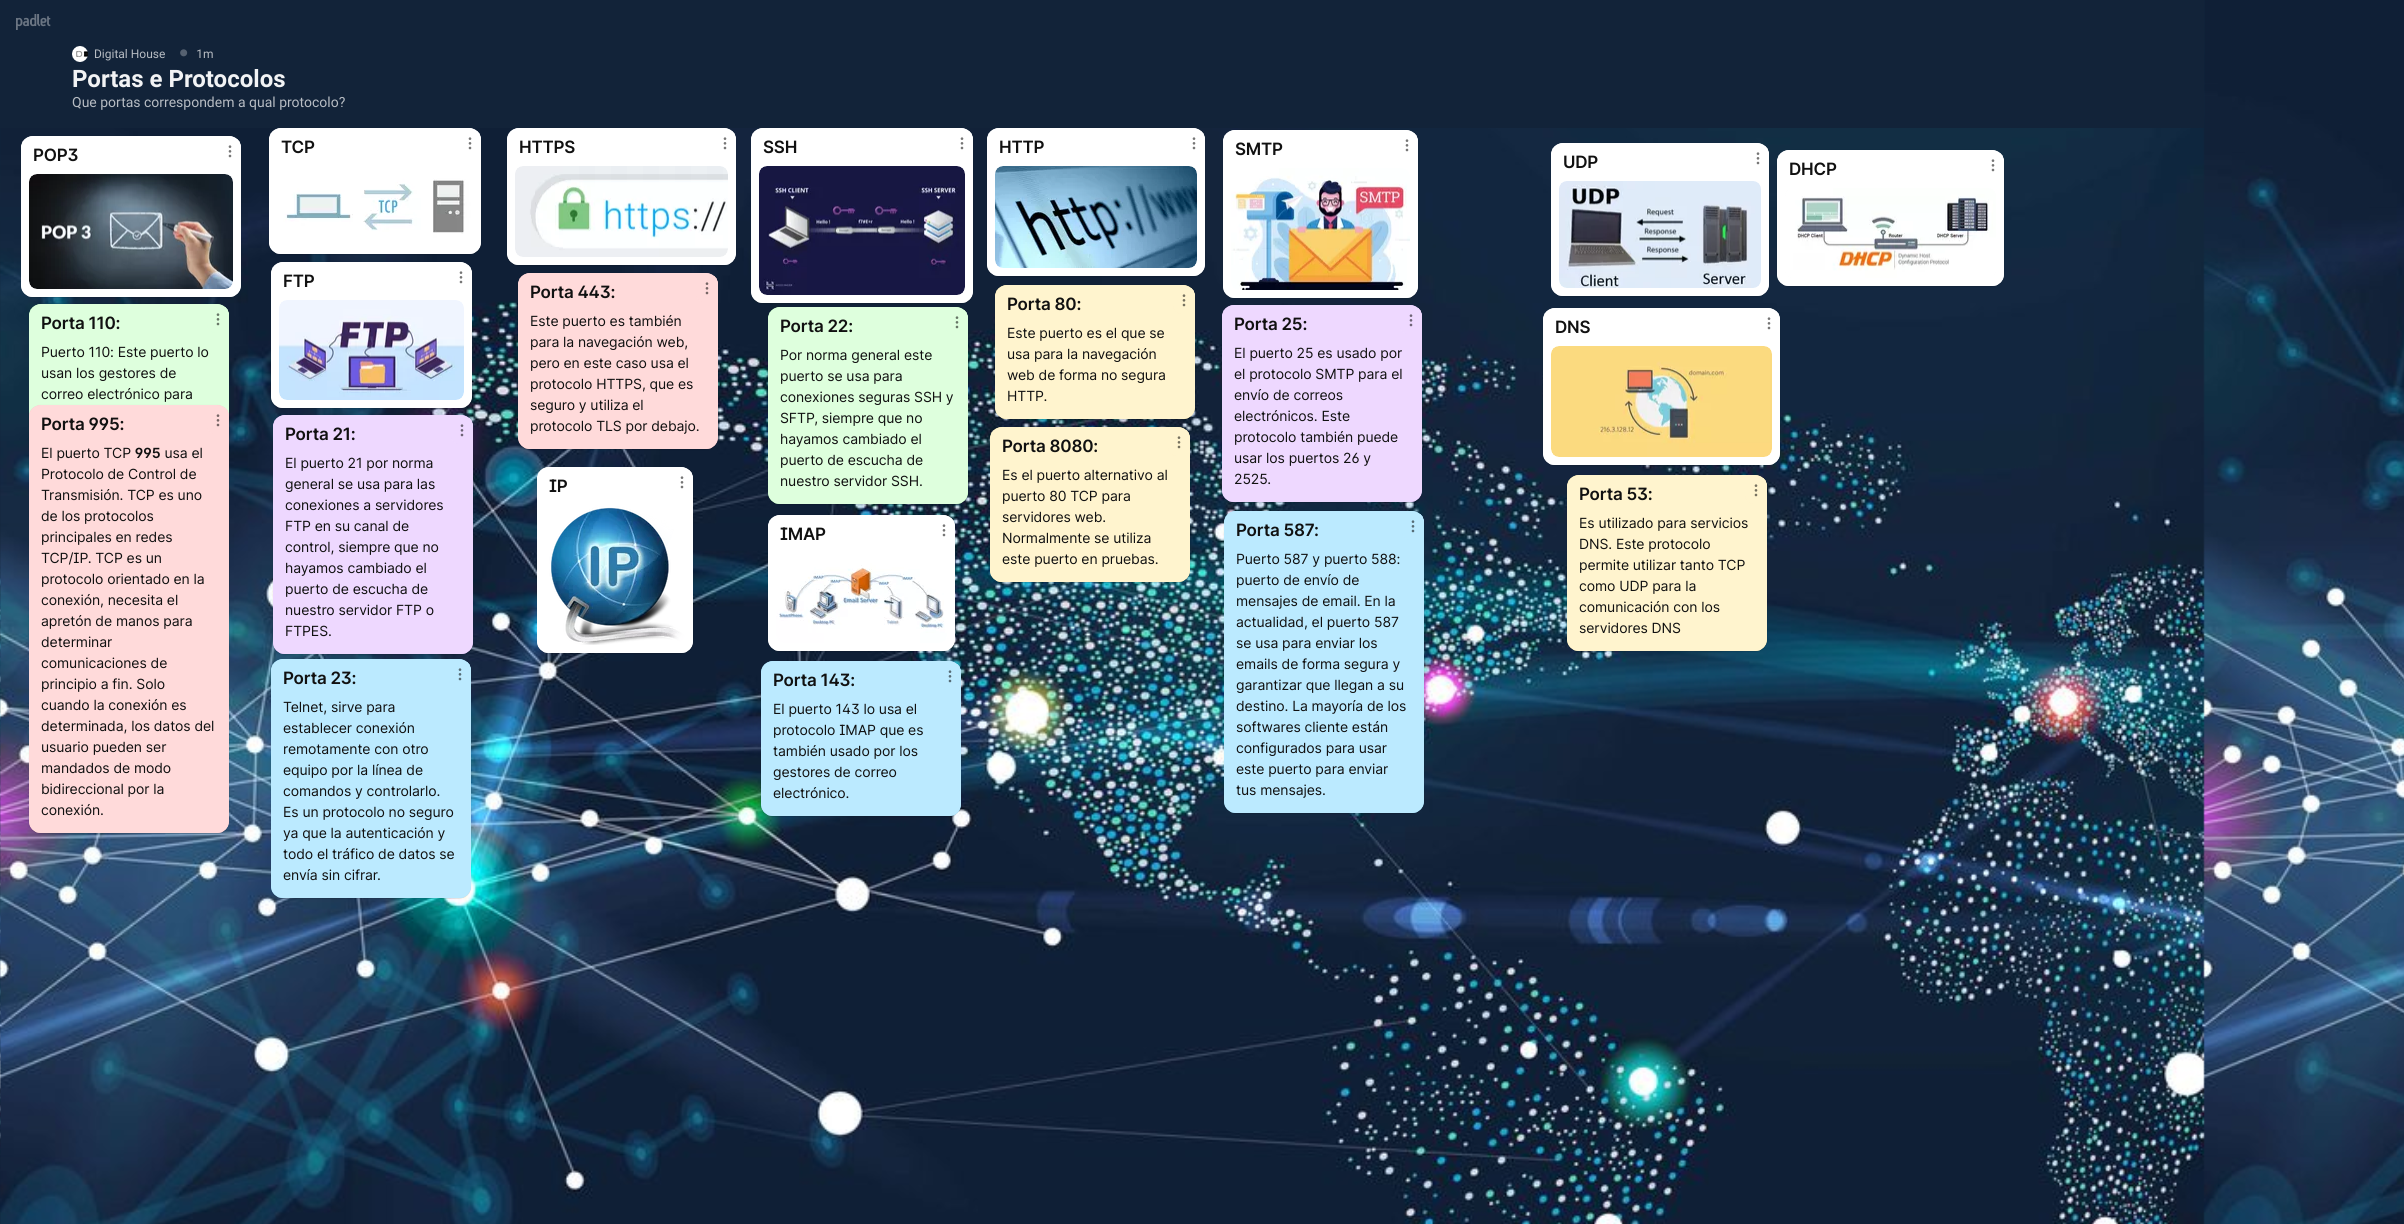 padlet
Digital House
1m
Portas e Protocolos
Que portas correspondem a qual protocolo?
POP3
POP 3
Porta 110:
Puerto 110: Este puerto lo
usan los gestores de
correo electrónico para
Porta 995:
El puerto TCP 995 usa el
Protocolo de Control de
Transmisión. TCP es uno
de los protocolos
principales en redes
TCP/IP. TCP es un
protocolo orientado en la
conexión, necesita el
apretón de manos para
determinar
comunicaciones de
principio a fin. Solo
cuando la conexión es
determinada, los datos del
usuario pueden ser
mandados de modo
bidireccional por la
conexión.
TCP
TCP
FTP
FTP
Porta 21:
El puerto 21 por norma
general se usa para las
conexiones a servidores
FTP en su canal de
control, siempre que no
hayamos cambiado el
puerto de escucha de
nuestro servidor FTP o
FTPES.
Porta 23:
Telnet, sirve para
establecer conexión
remotamente con otro
equipo por la línea de
comandos y controlarlo.
Es un protocolo no seguro
ya que la autenticación y
todo el tráfico de datos se
envía sin cifrar.
HTTPS
https://
Porta 443:
Este puerto es también
para la navegación web,
pero en este caso usa el
protocolo HTTPS, que es
seguro y utiliza el
protocolo TLS por debajo.
IP
IP
SSH
SSH CLIENT
SSH SERVER
Hello !
Hello !
Porta 22:
Por norma general este
puerto se usa para
conexiones seguras SSH y
SFTP, siempre que no
hayamos cambiado el
puerto de escucha de
nuestro servidor SSH.
IMAP
IMAP
IMAP
IMAP
IMAP
Email Server
Smartphone
Desktop PC
Desktop PC
Porta 143:
El puerto 143 lo usa el
protocolo IMAP que es
también usado por los
gestores de correo
electrónico.
HTTP
http://www
Porta 80:
Este puerto es el que se
usa para la navegación
web de forma no segura
HTTP.
Porta 8080:
Es el puerto alternativo al
puerto 80 TCP para
servidores web.
Normalmente se utiliza
este puerto en pruebas.
SMTP
SMTP
Porta 25:
El puerto 25 es usado por
el protocolo SMTP para el
envío de correos
electrónicos. Este
protocolo también puede
usar los puertos 26 y
2525.
Porta 587:
Puerto 587 y puerto 588:
puerto de envío de
mensajes de email. En la
actualidad, el puerto 587
se usa para enviar los
emails de forma segura y
garantizar que llegan a su
destino. La mayoría de los
softwares cliente están
configurados para usar
este puerto para enviar
tus mensajes.
UDP
UDP
Request
Response
Response
Client
Server
DNS
domain.com
216.3.128.12
Porta 53:
Es utilizado para servicios
DNS. Este protocolo
permite utilizar tanto TCP
como UDP para la
comunicación con los
servidores DNS
DHCP
DHCP Client
Router
DHCP Server
DHCP
Dynamic Host
Configuration Protocol